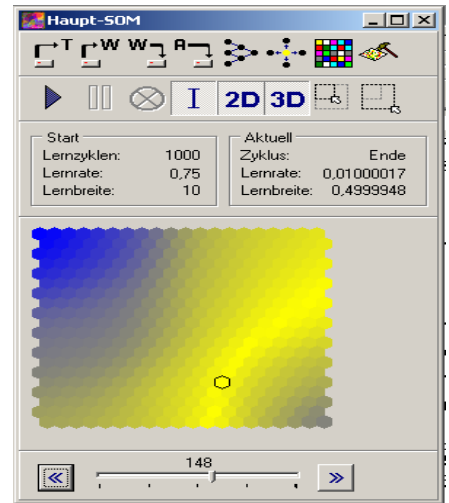 Haupt-SOM
T W W A
I 2D 3D
Start
Lernzyklen: 1000
Lernrate: 0,75
Lernbreite: 10
Aktuell
Zyklus: Ende
Lernrate: 0,01000017
Lernbreite: 0,4999948
148